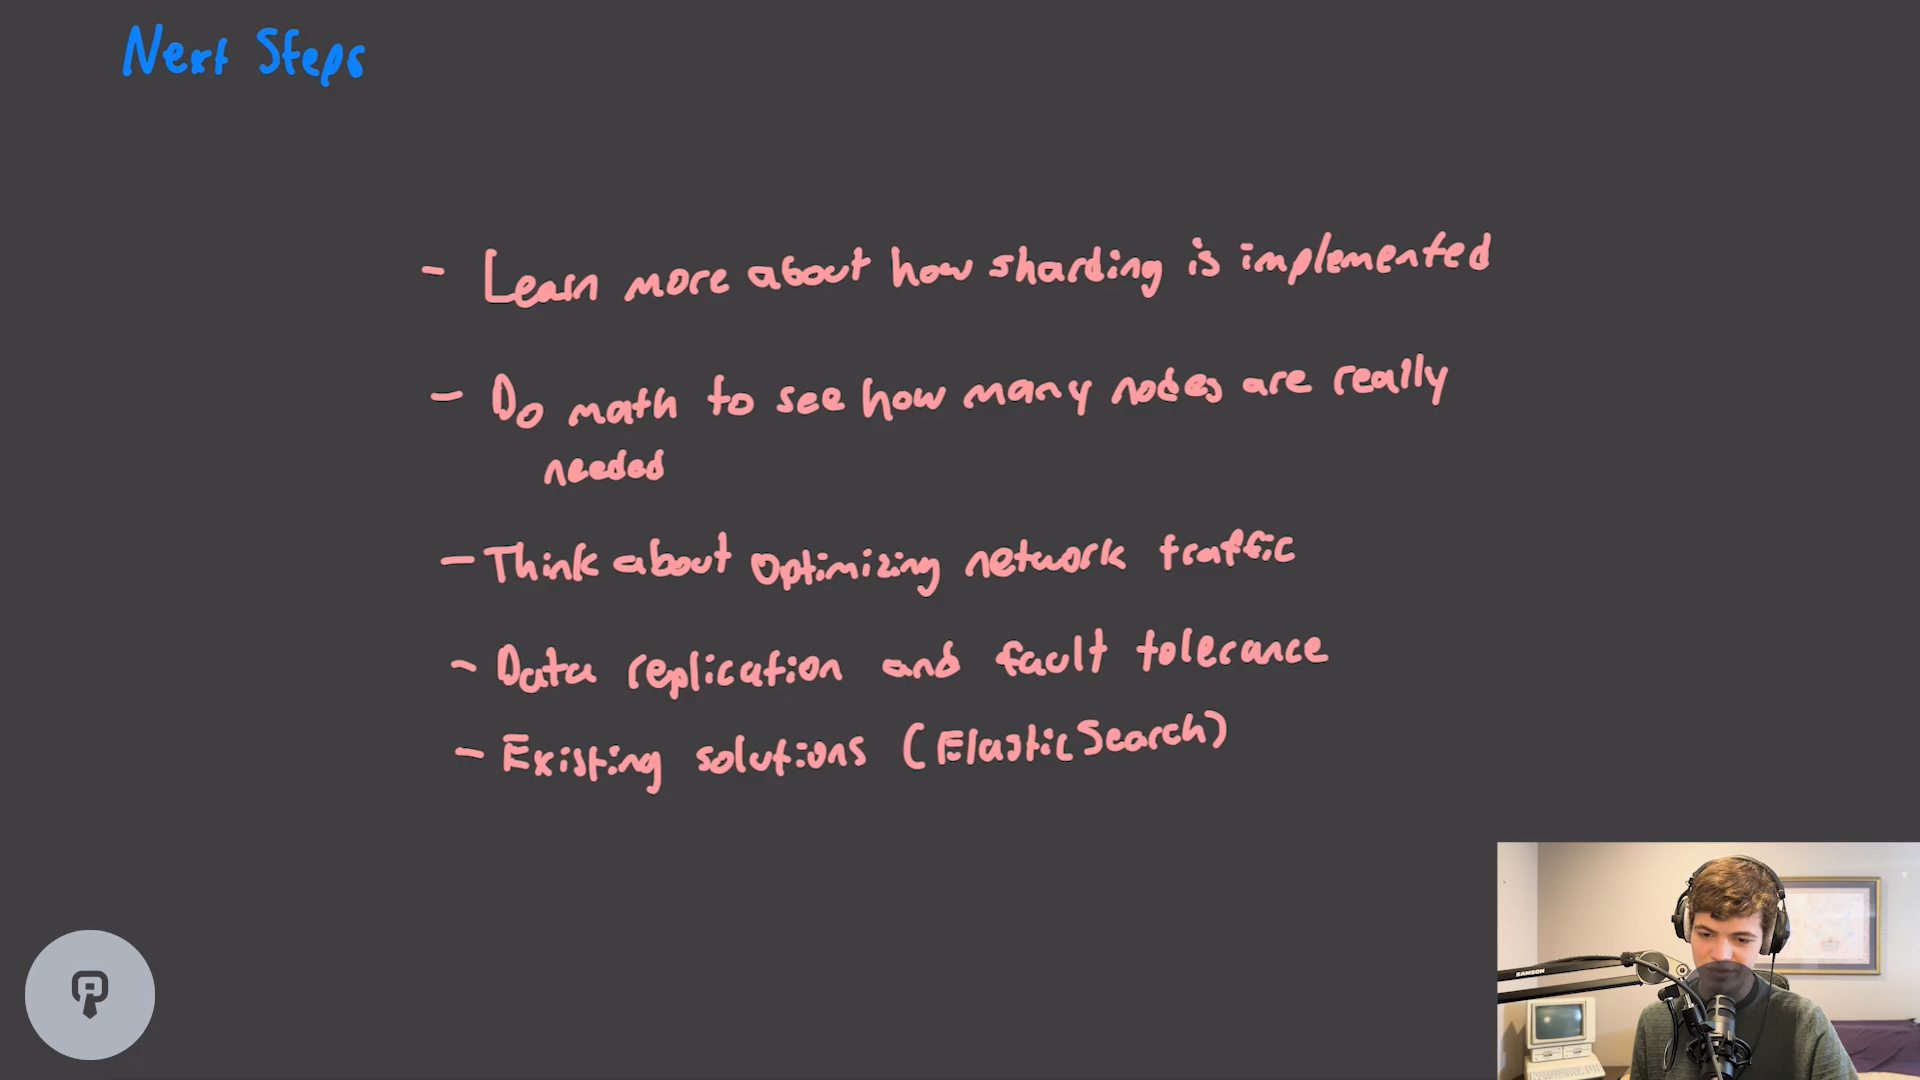 Next Steps
- Learn more about how sharding is implemented
- Do math to see how many nodes are really
needed
- Think about optimizing network traffic
- Data replication and fault tolerance
- Existing solutions (ElasticSearch)
SAMSON